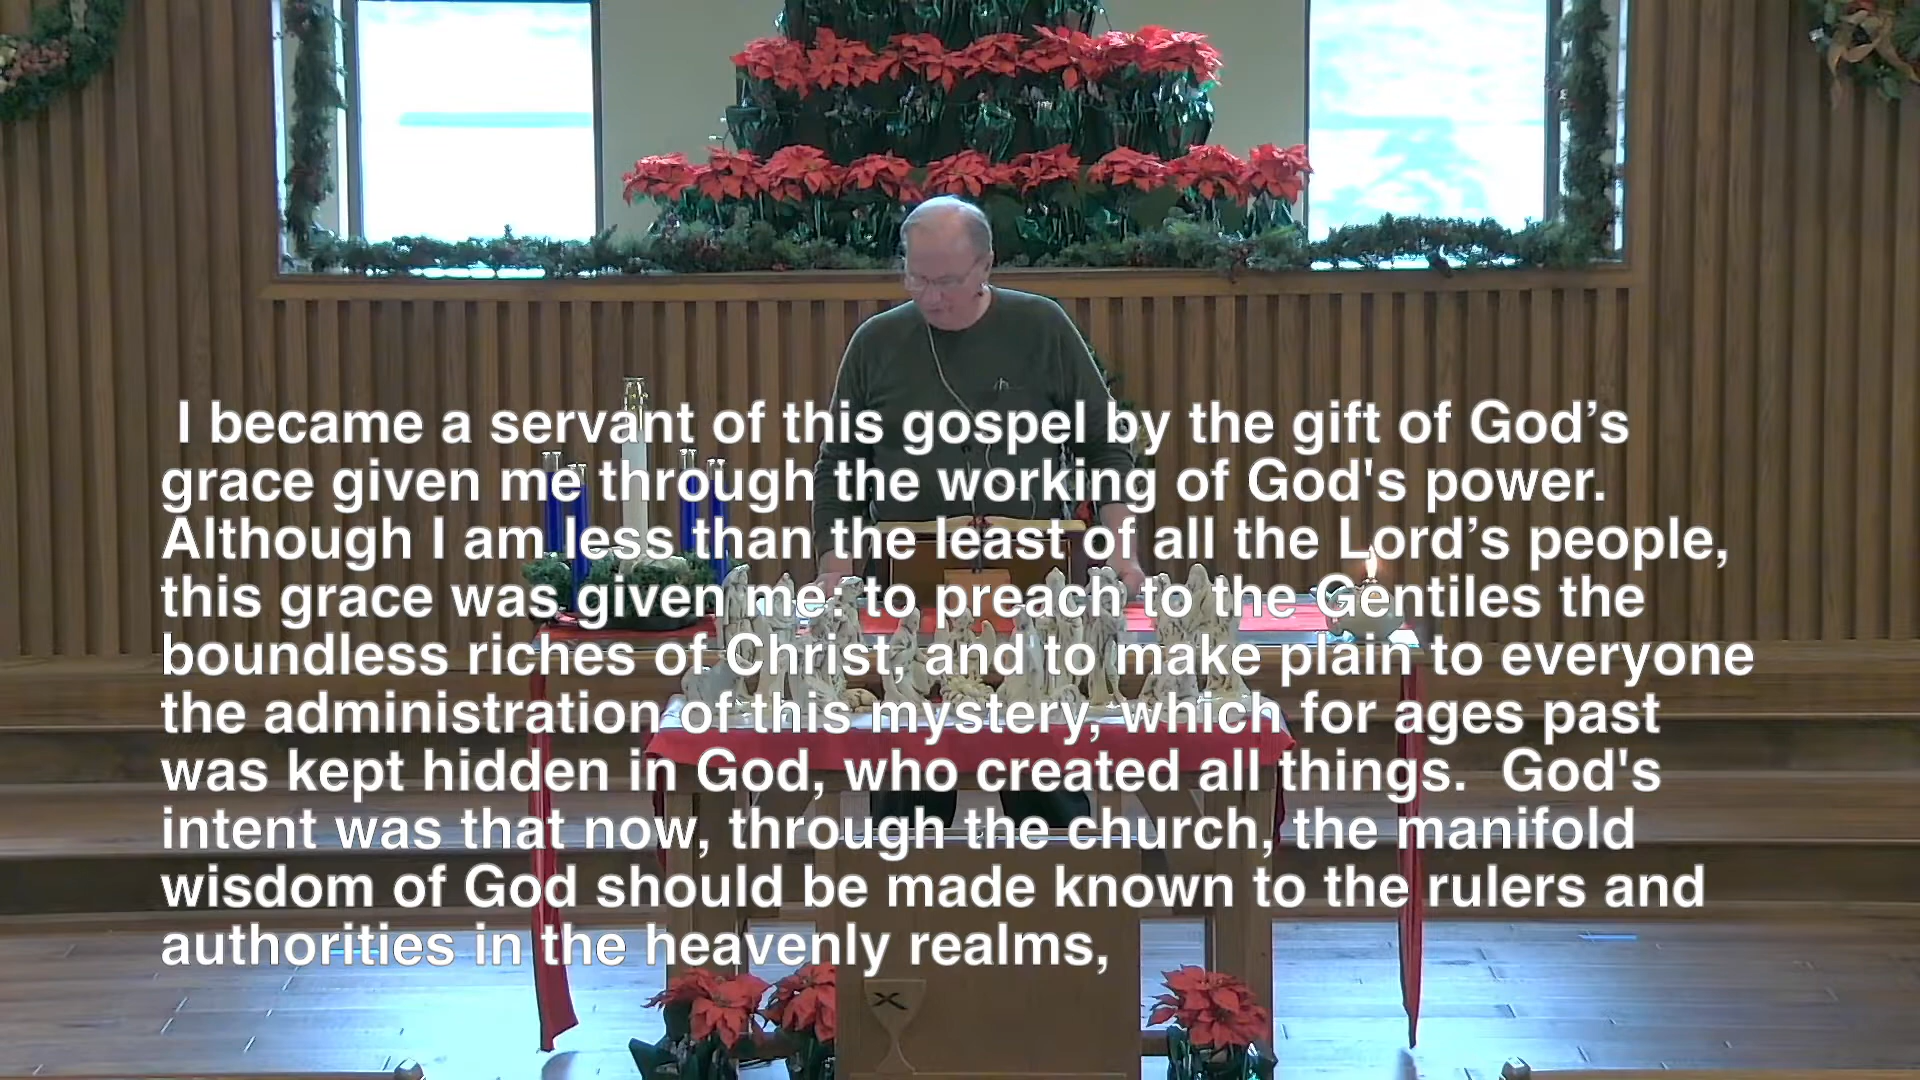 I became a servant of this gospel by the gift of God’s
grace given me through the working of God's power.
Although I am less than the least of all the Lord’s people,
this grace was given me: to preach to the Gentiles the
boundless riches of Christ, and to make plain to everyone
the administration of this mystery, which for ages past
was kept hidden in God, who created all things.  God's
intent was that now, through the church, the manifold
wisdom of God should be made known to the rulers and
authorities in the heavenly realms,